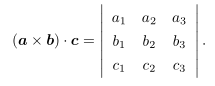 (a × b) · c = | a₁ a₂ a₃ |
| b₁ b₂ b₃ |
| c₁ c₂ c₃ | .